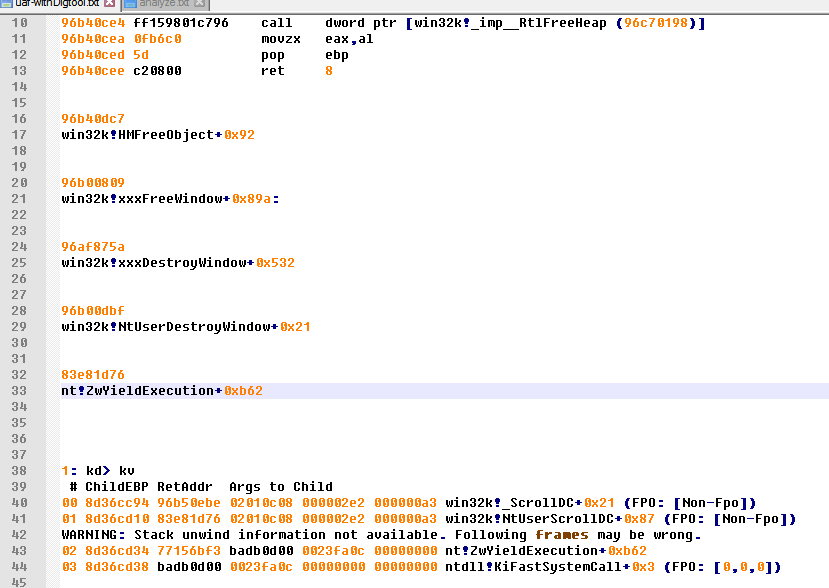 uaf-withDigtool.txt analyze.txt
10 96b40ce4 ff159801c796 call dword ptr [win32k!_imp__RtlFreeHeap (96c70198)]
11 96b40cea 0fb6c0 movzx eax,al
12 96b40ced 5d pop ebp
13 96b40cee c20800 ret 8
14
15
16 96b40dc7
17 win32k!HMFreeObject+0x92
18
19
20 96b00809
21 win32k!xxxFreeWindow+0x89a:
22
23
24 96af875a
25 win32k!xxxDestroyWindow+0x532
26
27
28 96b00dbf
29 win32k!NtUserDestroyWindow+0x21
30
31
32 83e81d76
33 nt!ZwYieldExecution+0xb62
34
35
36
37
38 1: kd> kv
39 # ChildEBP RetAddr Args to Child
40 00 8d36cc94 96b50ebe 02010c08 000002e2 000000a3 win32k!_ScrollDC+0x21 (FPO: [Non-Fpo])
41 01 8d36cd10 83e81d76 02010c08 000002e2 000000a3 win32k!NtUserScrollDC+0x87 (FPO: [Non-Fpo])
42 WARNING: Stack unwind information not available. Following frames may be wrong.
43 02 8d36cd34 77156bf3 badb0d00 0023fa0c 00000000 nt!ZwYieldExecution+0xb62
44 03 8d36cd38 badb0d00 0023fa0c 00000000 00000000 ntdll!KiFastSystemCall+0x3 (FPO: [0,0,0])
45